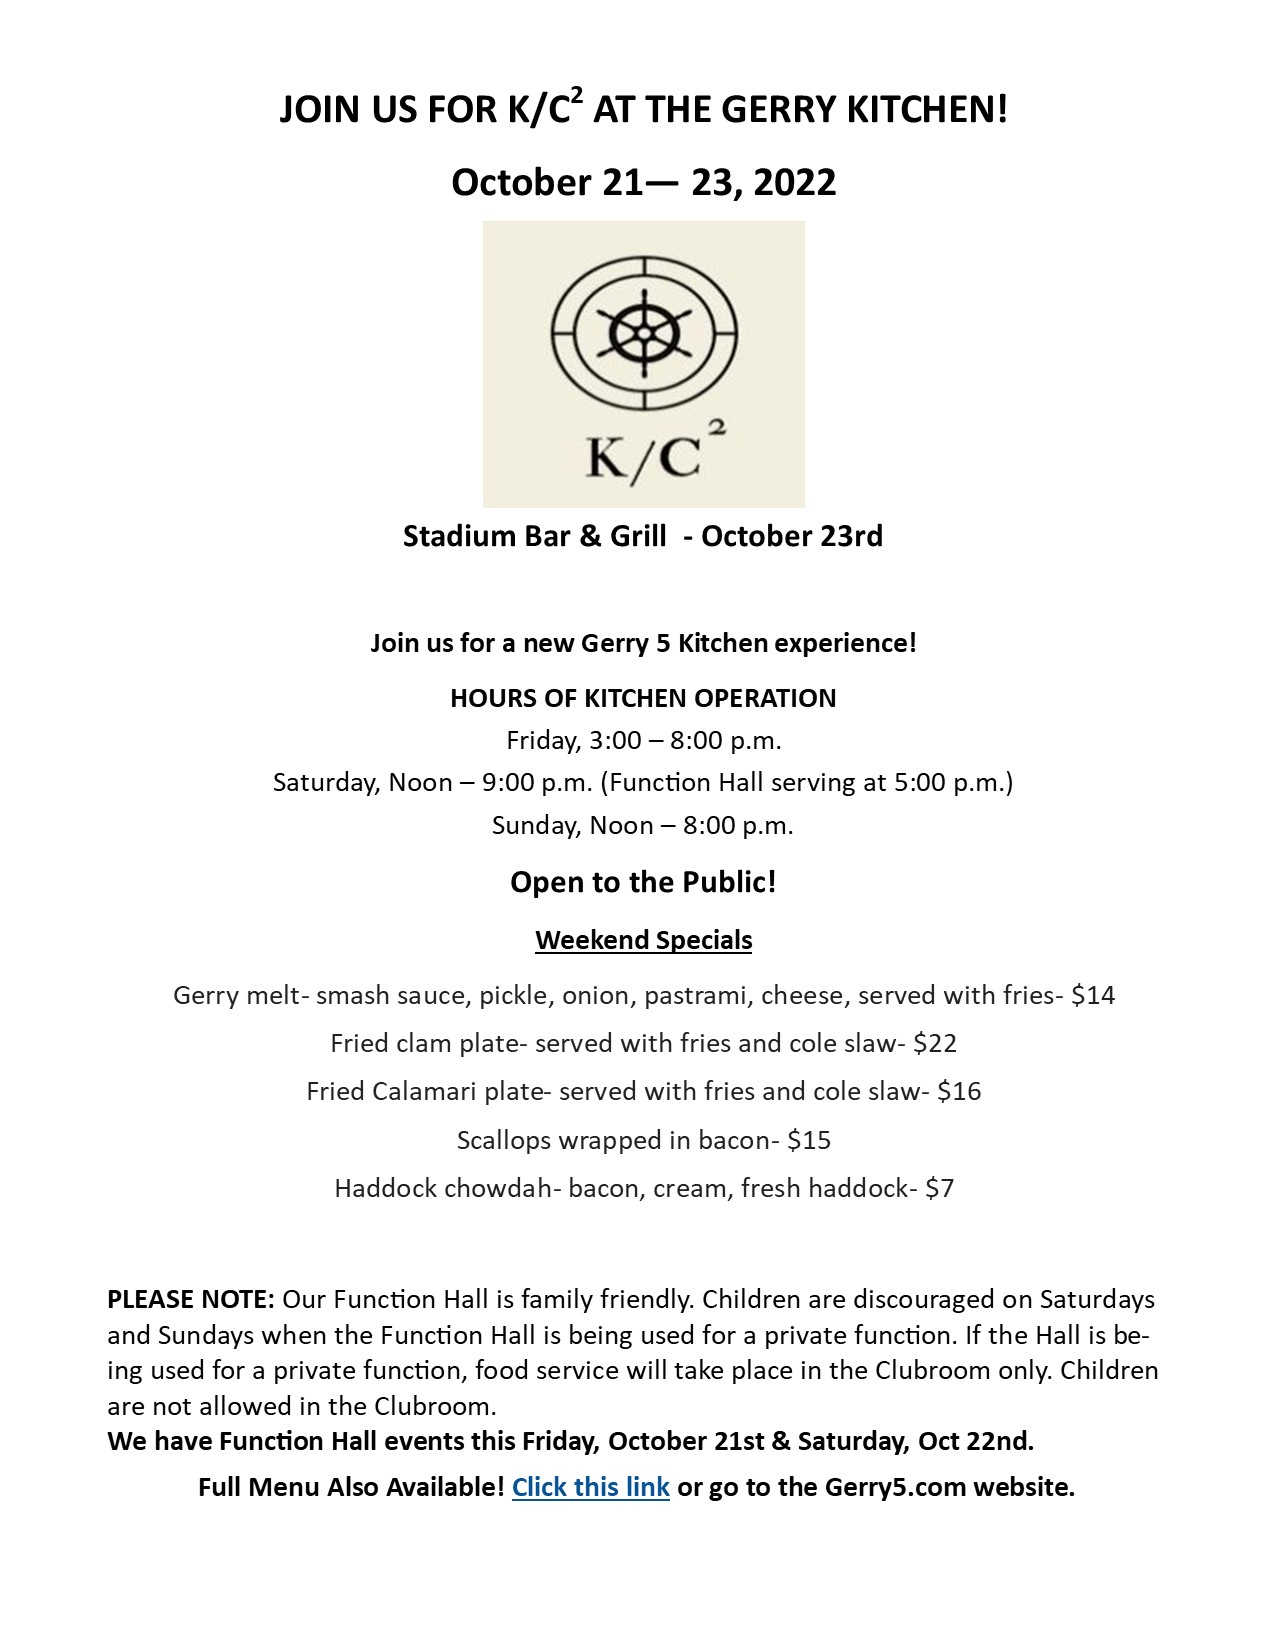 JOIN US FOR K/C² AT THE GERRY KITCHEN!
October 21— 23, 2022
K/C²
Stadium Bar & Grill  - October 23rd
Join us for a new Gerry 5 Kitchen experience!
HOURS OF KITCHEN OPERATION
Friday, 3:00 – 8:00 p.m.
Saturday, Noon – 9:00 p.m. (Function Hall serving at 5:00 p.m.)
Sunday, Noon – 8:00 p.m.
Open to the Public!
Weekend Specials
Gerry melt- smash sauce, pickle, onion, pastrami, cheese, served with fries- $14
Fried clam plate- served with fries and cole slaw- $22
Fried Calamari plate- served with fries and cole slaw- $16
Scallops wrapped in bacon- $15
Haddock chowdah- bacon, cream, fresh haddock- $7
PLEASE NOTE: Our Function Hall is family friendly. Children are discouraged on Saturdays
and Sundays when the Function Hall is being used for a private function. If the Hall is be-
ing used for a private function, food service will take place in the Clubroom only. Children
are not allowed in the Clubroom.
We have Function Hall events this Friday, October 21st & Saturday, Oct 22nd.
Full Menu Also Available! Click this link or go to the Gerry5.com website.